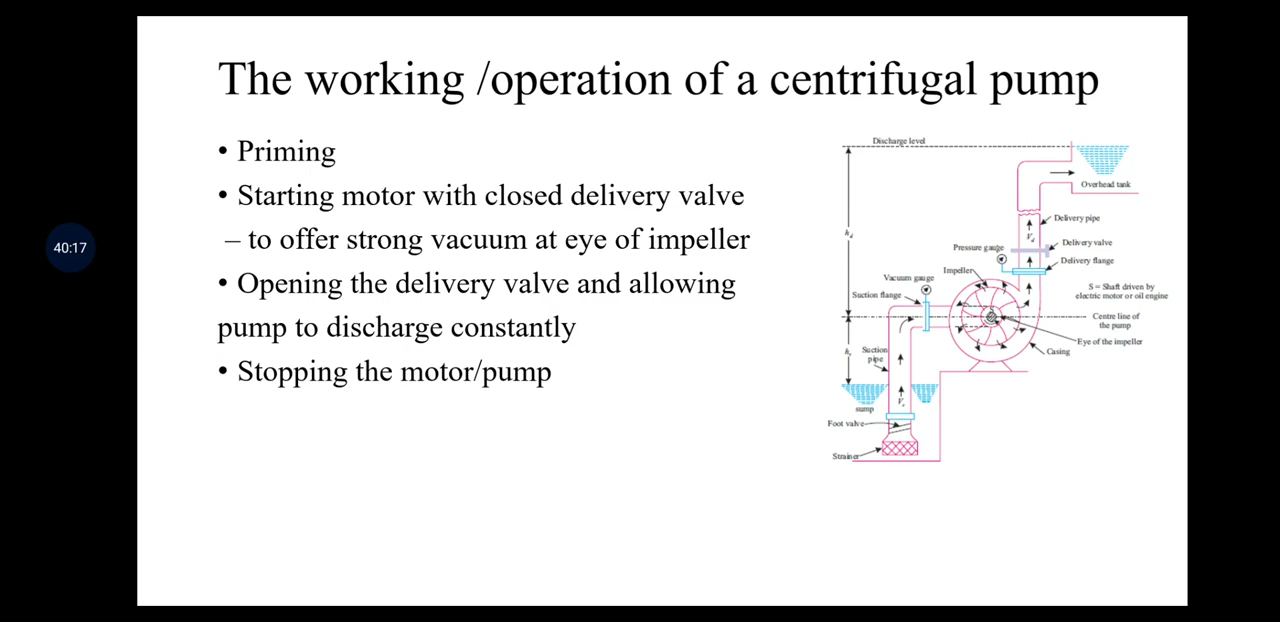 The working /operation of a centrifugal pump
• Priming
• Starting motor with closed delivery valve
– to offer strong vacuum at eye of impeller
• Opening the delivery valve and allowing
pump to discharge constantly
• Stopping the motor/pump
40:17
Discharge level
Overhead tank
Delivery pipe
hd
Vd
Delivery valve
Pressure gauge
Delivery flange
Impeller
Vacuum gauge
S = Shaft driven by
electric motor or oil engine
Suction flange
Centre line of
the pump
Eye of the impeller
Casing
hs
Suction
pipe
Vs
sump
Foot valve
Strainer